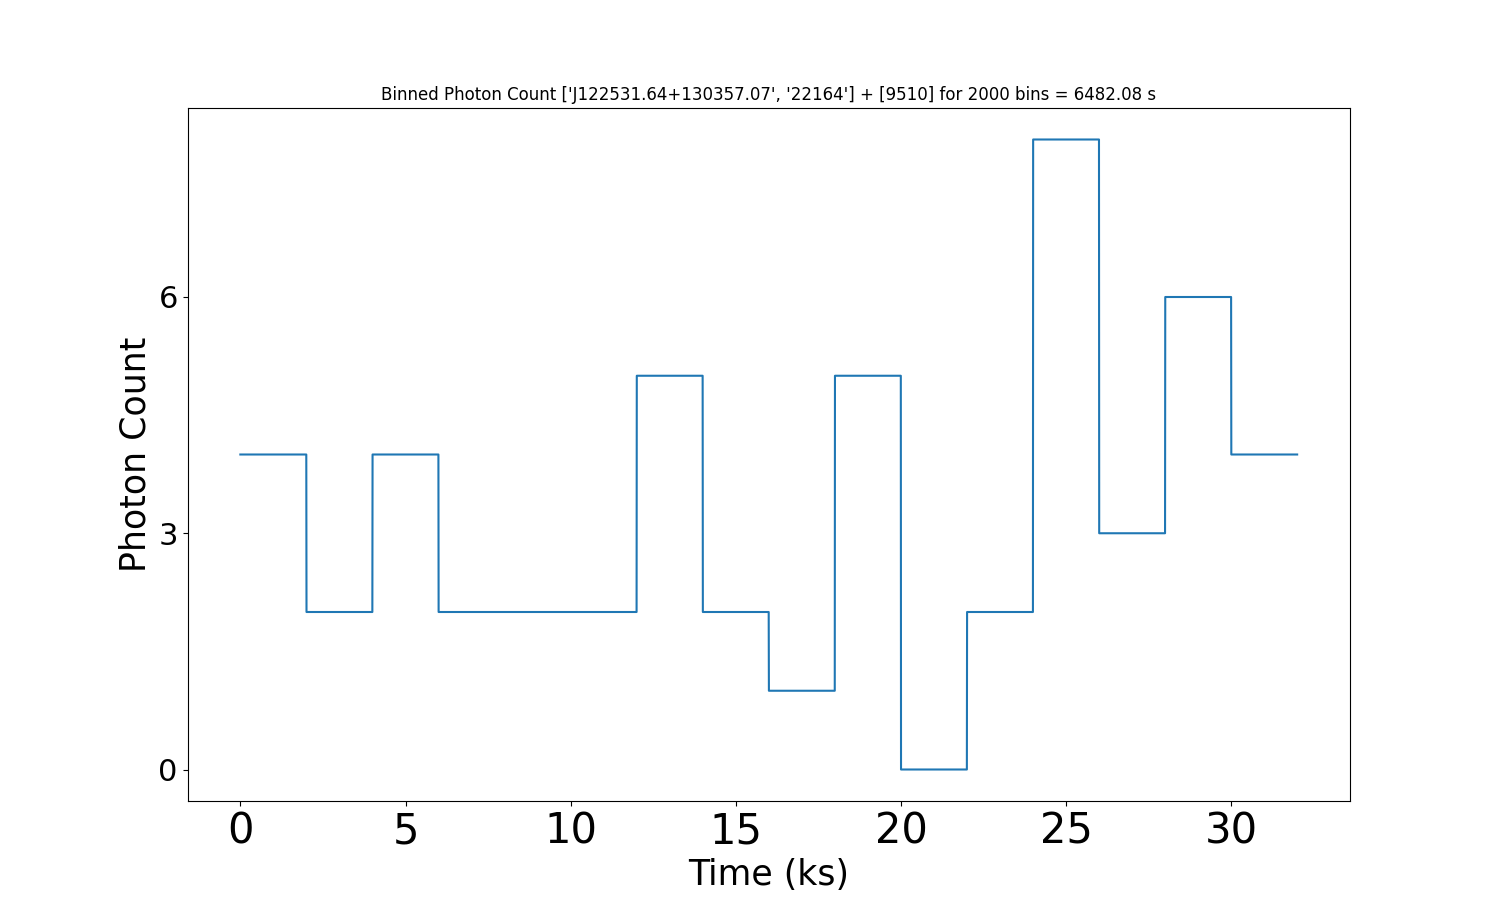 Binned Photon Count ['J122531.64+130357.07', '22164'] + [9510] for 2000 bins = 6482.08 s
Photon Count
6
3
0
0 5 10 15 20 25 30
Time (ks)